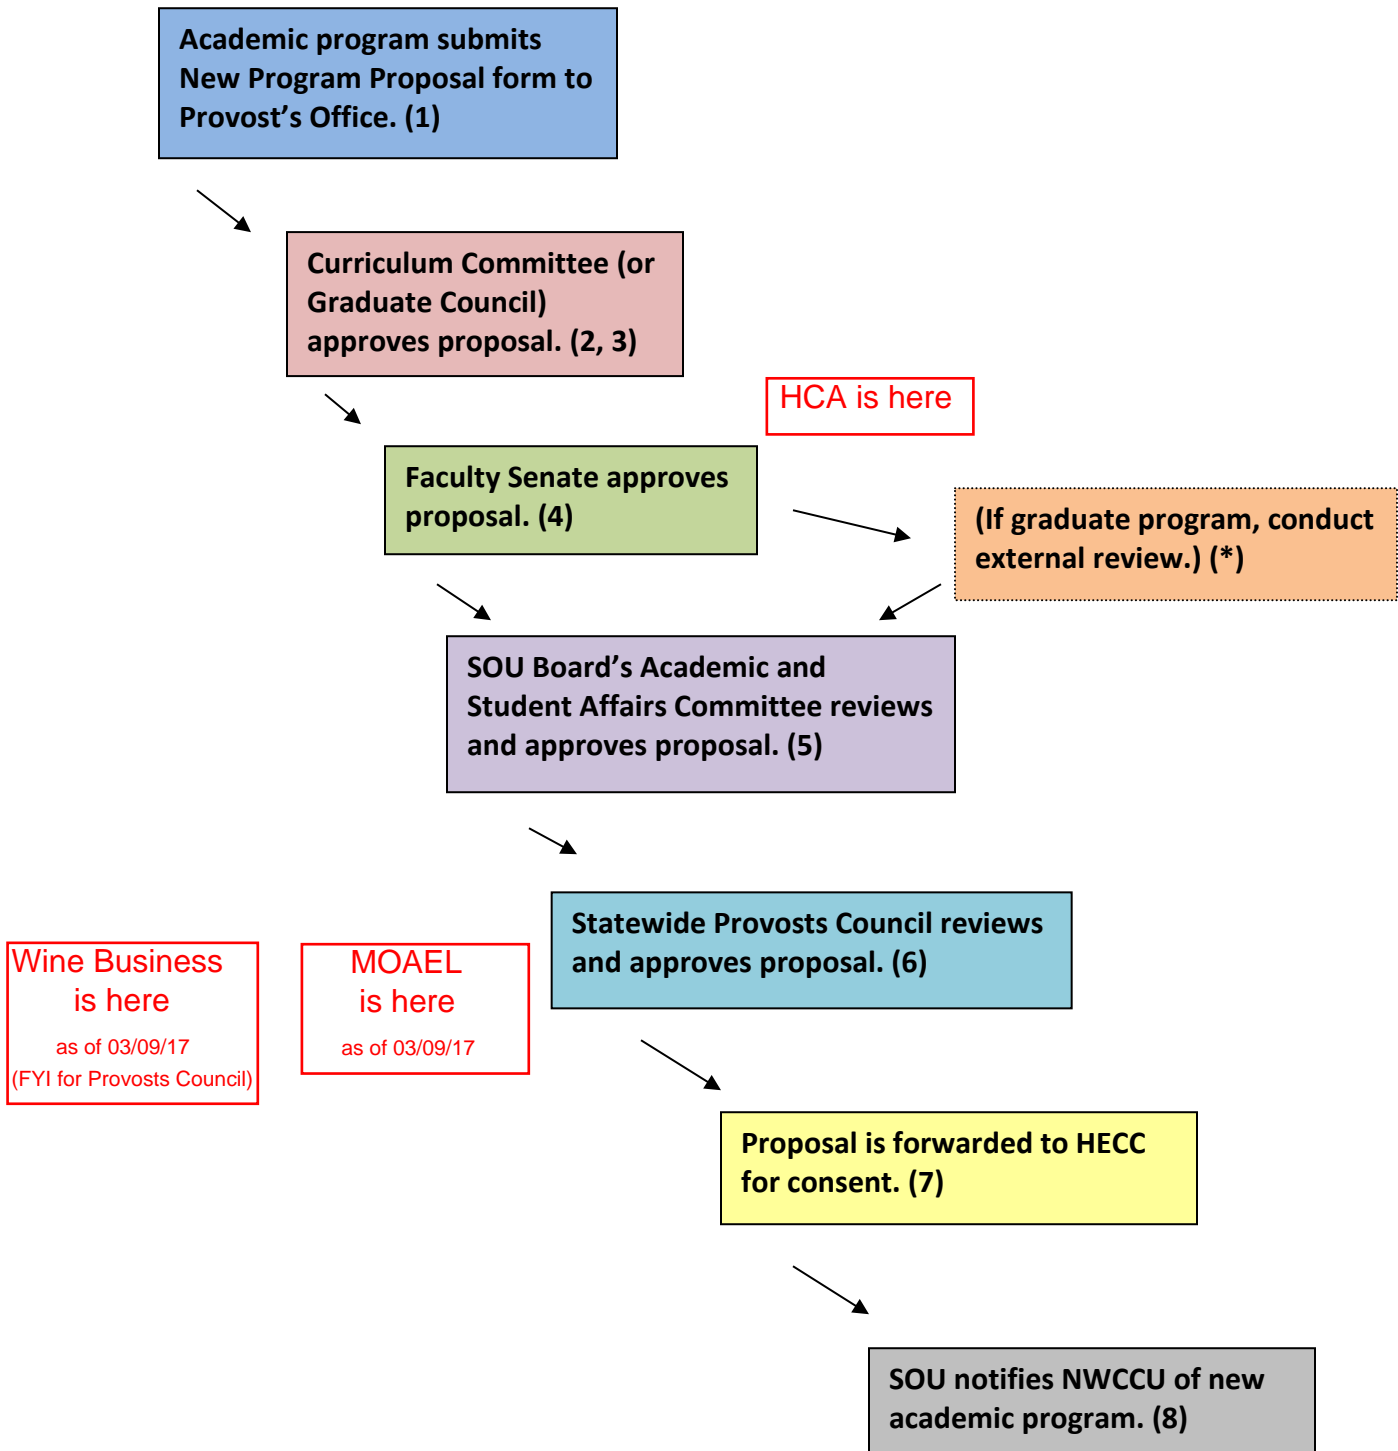 Academic program submits
New Program Proposal form to
Provost’s Office. (1)
Curriculum Committee (or
Graduate Council)
approves proposal. (2, 3)
HCA is here
Faculty Senate approves
proposal. (4)
(If graduate program, conduct
external review.) (*)
SOU Board’s Academic and
Student Affairs Committee reviews
and approves proposal. (5)
Statewide Provosts Council reviews
and approves proposal. (6)
Wine Business
is here
as of 03/09/17
(FYI for Provosts Council)
MOAEL
is here
as of 03/09/17
Proposal is forwarded to HECC
for consent. (7)
SOU notifies NWCCU of new
academic program. (8)